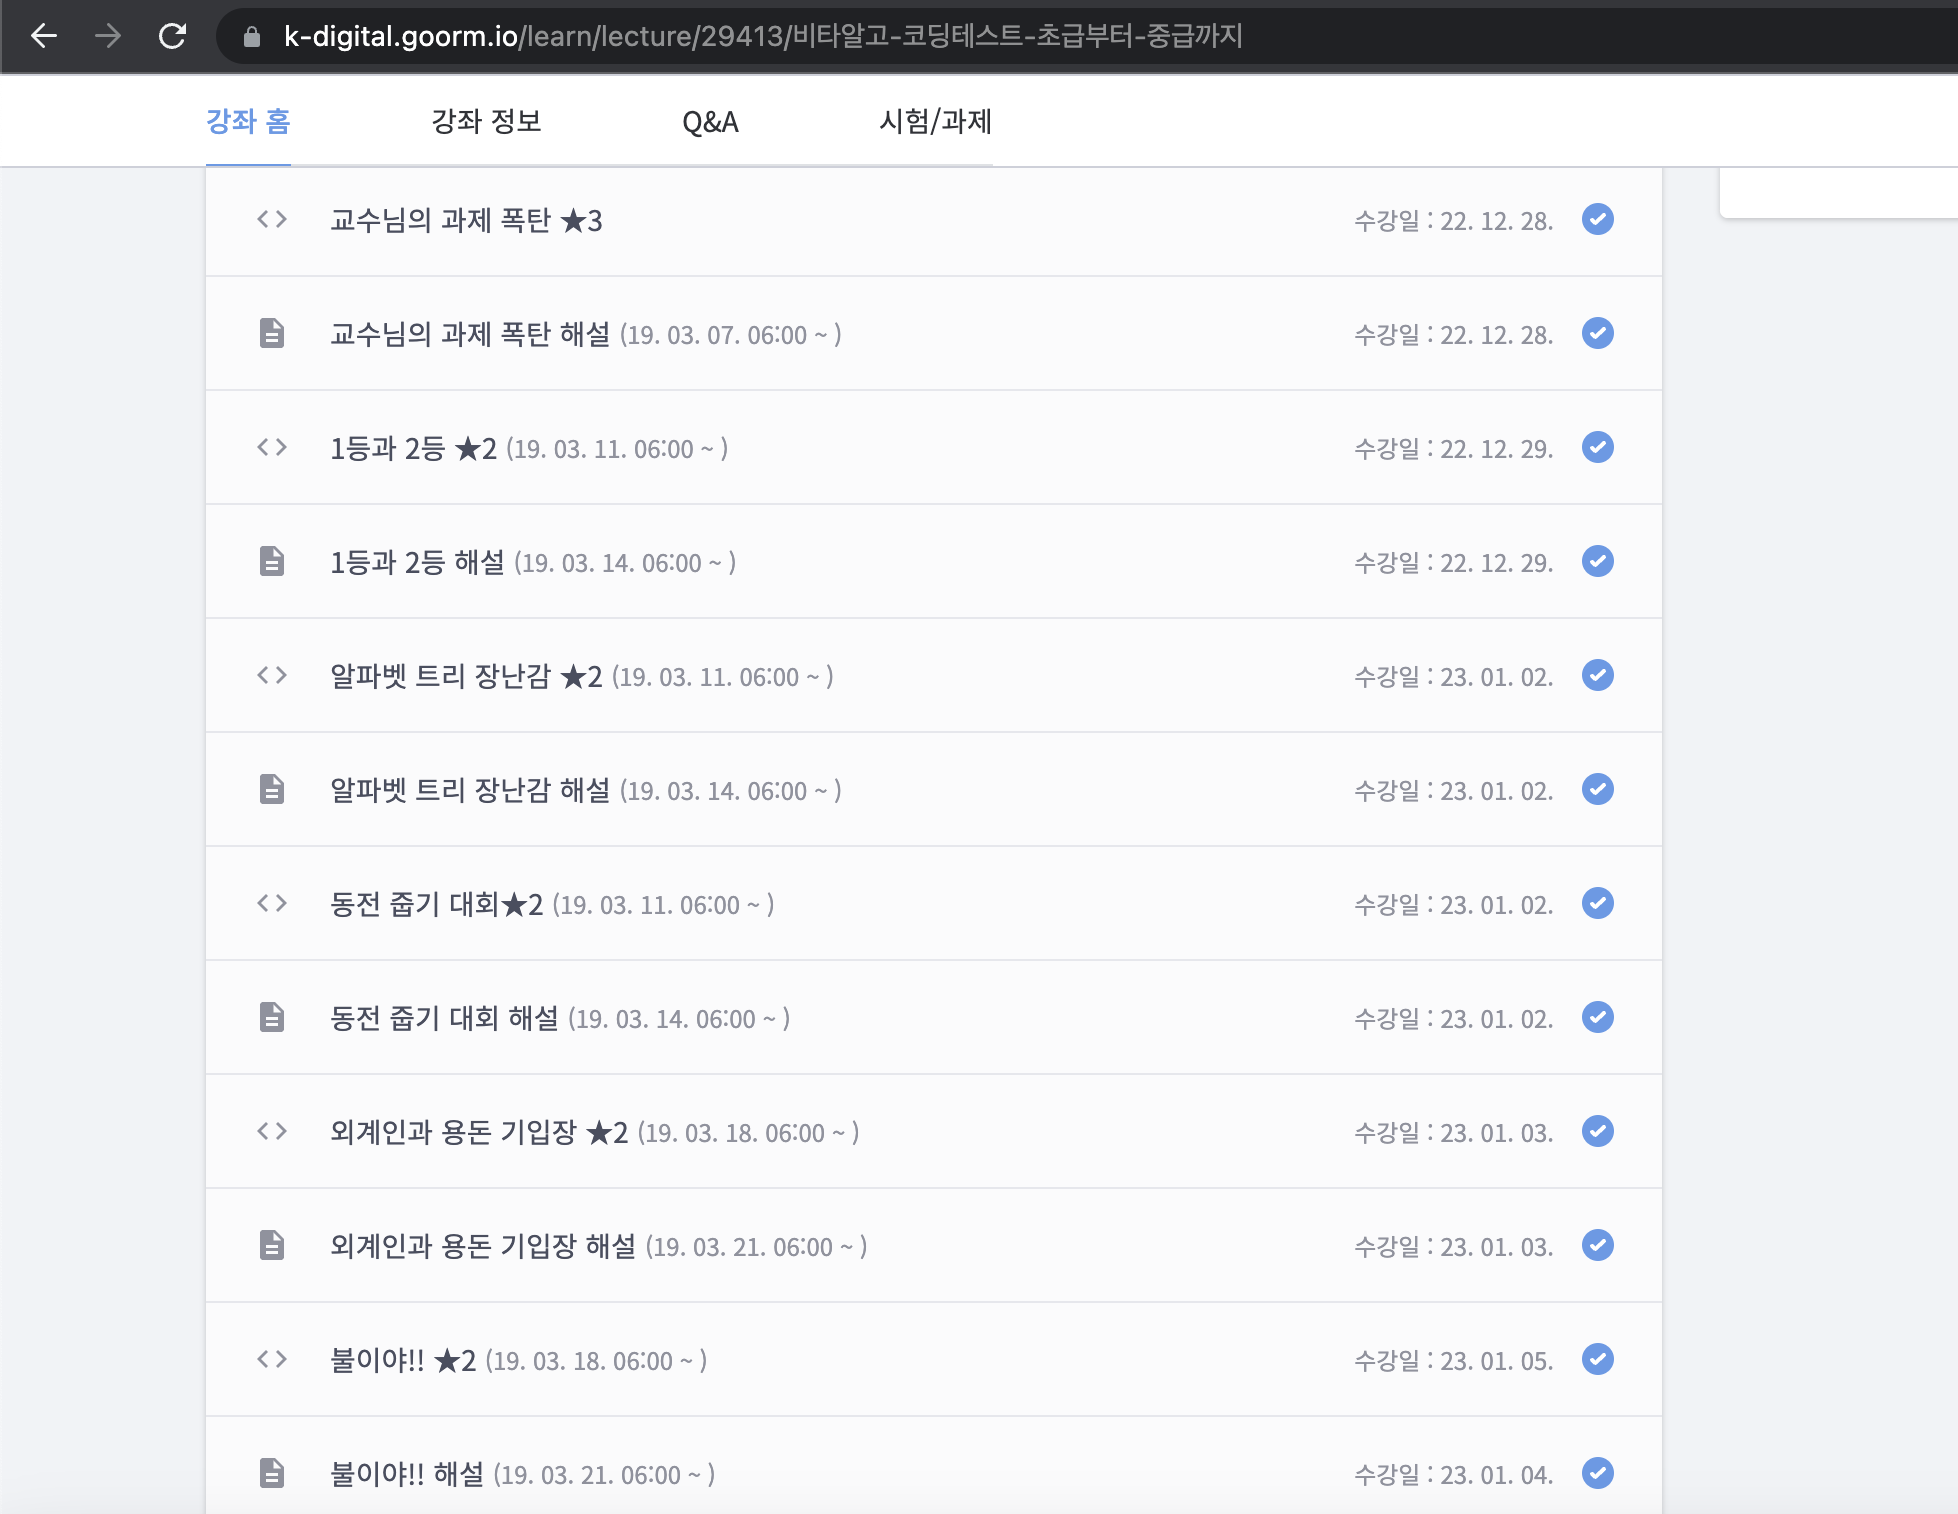 k-digital.goorm.io/learn/lecture/29413/비타알고-코딩테스트-초급부터-중급까지
강좌 홈 강좌 정보 Q&A 시험/과제
교수님의 과제 폭탄 ★3 수강일 : 22. 12. 28.
교수님의 과제 폭탄 해설 (19. 03. 07. 06:00 ~ ) 수강일 : 22. 12. 28.
1등과 2등 ★2 (19. 03. 11. 06:00 ~ ) 수강일 : 22. 12. 29.
1등과 2등 해설 (19. 03. 14. 06:00 ~ ) 수강일 : 22. 12. 29.
알파벳 트리 장난감 ★2 (19. 03. 11. 06:00 ~ ) 수강일 : 23. 01. 02.
알파벳 트리 장난감 해설 (19. 03. 14. 06:00 ~ ) 수강일 : 23. 01. 02.
동전 줍기 대회★2 (19. 03. 11. 06:00 ~ ) 수강일 : 23. 01. 02.
동전 줍기 대회 해설 (19. 03. 14. 06:00 ~ ) 수강일 : 23. 01. 02.
외계인과 용돈 기입장 ★2 (19. 03. 18. 06:00 ~ ) 수강일 : 23. 01. 03.
외계인과 용돈 기입장 해설 (19. 03. 21. 06:00 ~ ) 수강일 : 23. 01. 03.
불이야!! ★2 (19. 03. 18. 06:00 ~ ) 수강일 : 23. 01. 05.
불이야!! 해설 (19. 03. 21. 06:00 ~ ) 수강일 : 23. 01. 04.